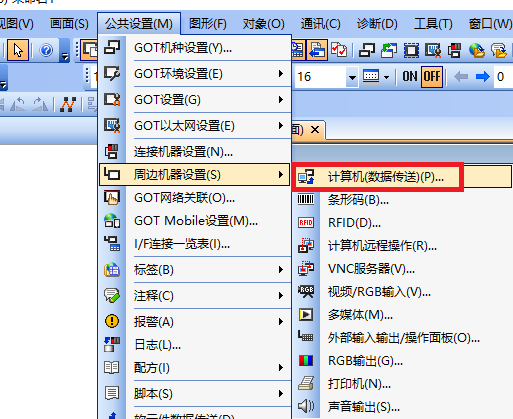 视图(V) 画面(S) 公共设置(M) 图形(F) 对象(O) 通讯(C) 诊断(D) 工具(T) 窗口(W)
GOT机种设置(Y)...
GOT环境设置(E)
16 ON OFF 0
GOT设置(G)
GOT以太网设置(E)
连接机器设置(N)...
周边机器设置(S)
计算机(数据传送)(P)...
GOT网络关联(O)...
条形码(B)...
GOT Mobile设置(M)...
RFID RFID(D)...
I/F连接一览表(I)...
计算机远程操作(R)...
标签(B)
VNC服务器(V)...
注释(C)
RGB 视频/RGB输入(V)...
报警(A)
多媒体(M)...
日志(L)...
外部输入输出/操作面板(O)...
配方(I)
RGB输出(G)...
脚本(S)
打印机(N)...
声音输出(S)...